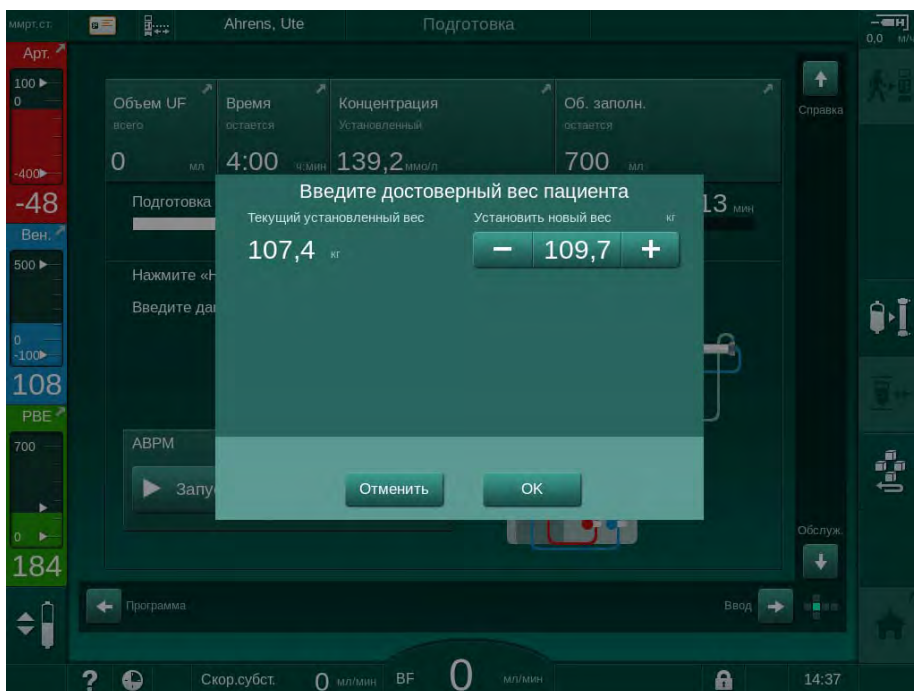 ммрт.ст.
Ahrens, Ute
Подготовка
0,0 м/ч
Арт.
100
0
-400
-48
Вен.
500
0
-100
108
PBE
700
0
184
Объем UF
всего
0 мл
Время
остается
4:00 ч:мин
Концентрация
Установленный
139,2 ммо/л
Об. заполн.
остается
700 мл
Справка
Подготовка
13 мин
Введите достоверный вес пациента
Текущий установленный вес
Установить новый вес кг
107,4 кг
− 109,7 +
Нажмите «Н
Введите да
АВРМ
Запу
Отменить
OK
Обслуж.
Программа
Ввод
?
Скор.субст. 0 мл/мин
BF 0 мл/мин
14:37